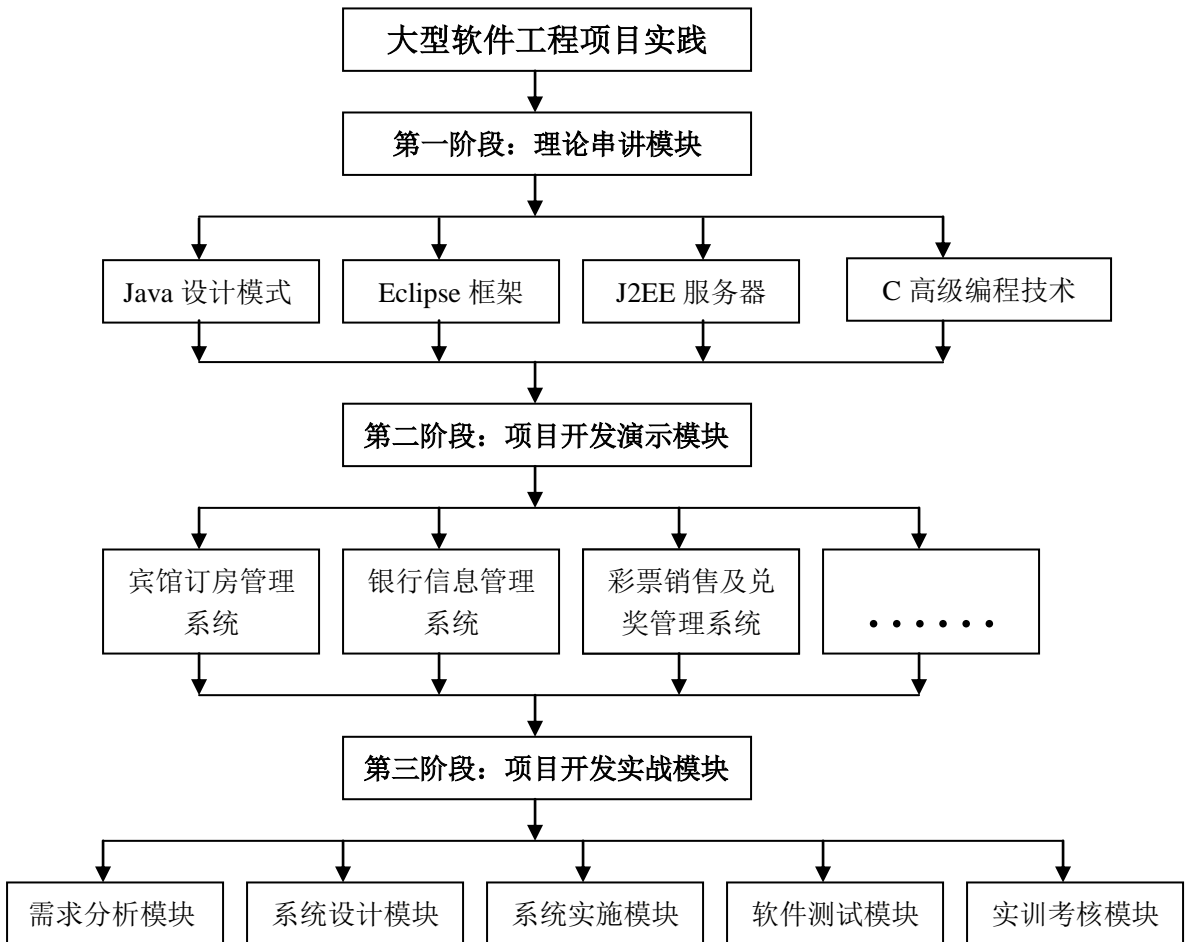 大型软件工程项目实践
第一阶段：理论串讲模块
Java 设计模式
Eclipse 框架
J2EE 服务器
C 高级编程技术
第二阶段：项目开发演示模块
宾馆订房管理
系统
银行信息管理
系统
彩票销售及兑
奖管理系统
······
第三阶段：项目开发实战模块
需求分析模块
系统设计模块
系统实施模块
软件测试模块
实训考核模块